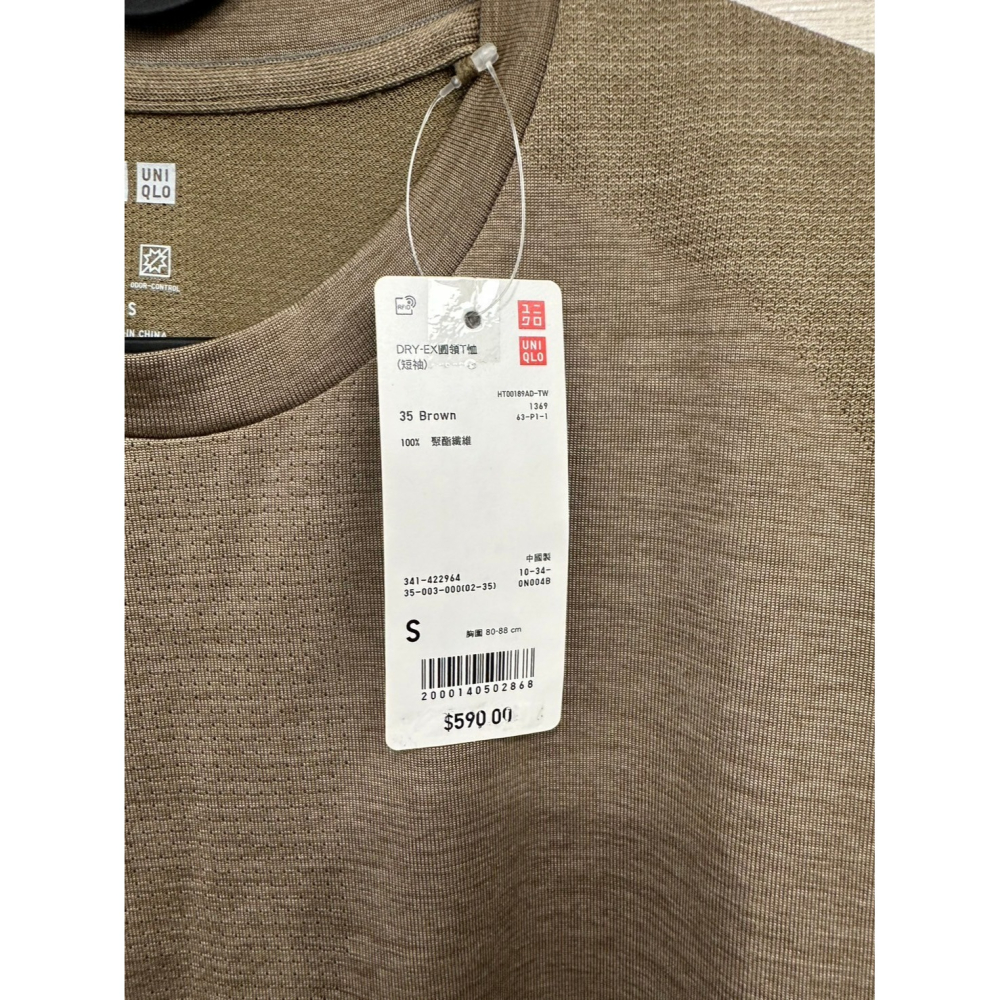 UNI
QLO
ODOR-CONTROL
S
IN CHINA
RFID
ユニ
クロ
UNI
QLO
DRY-EX圓領T恤
(短袖)
HT00189AD-TW
1369
63-P1-1
35 Brown
100% 聚酯纖維
中國製
341-422964
10-34-
35-003-000(02-35)
0N004B
S
胸圍 80-88 cm
2000140502868
$590.00